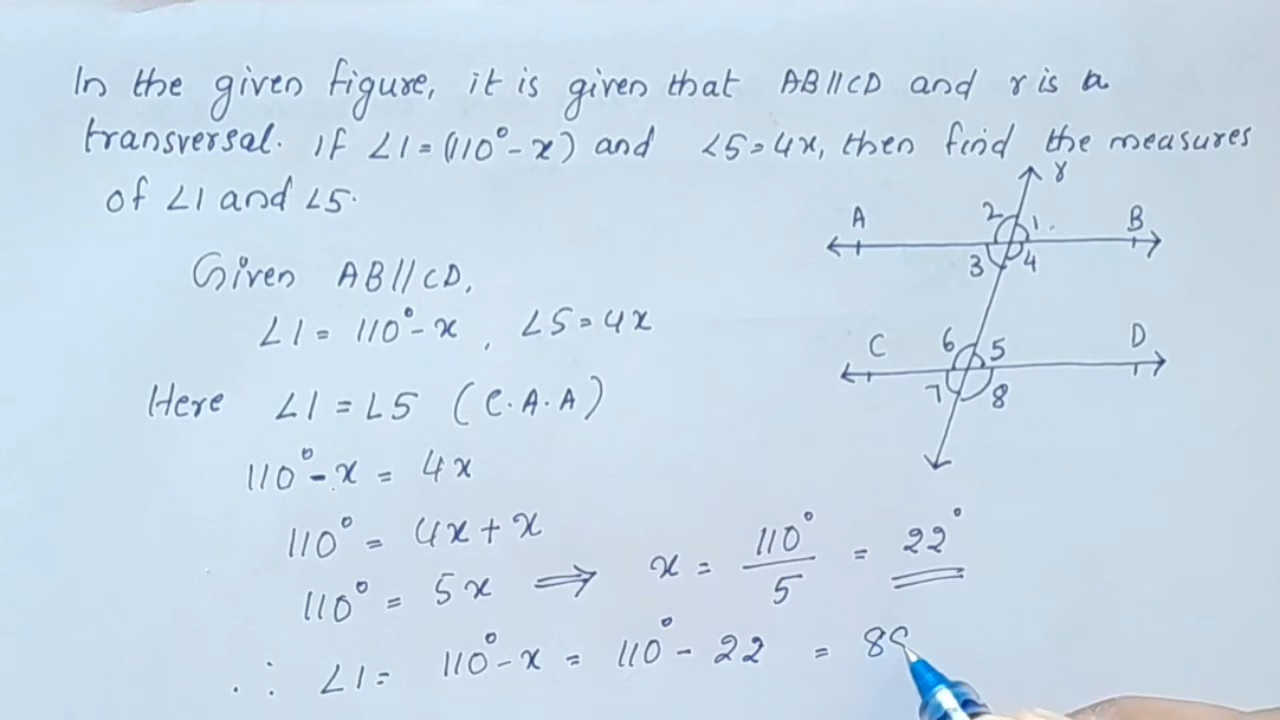 In the given figure, it is given that AB//CD and r is a
transversal. If ∠1=(110°-x) and ∠5=4x, then find the measures
of ∠1 and ∠5.
r
A 2 1 B
3 4
C 6 5 D
7 8
Given AB//CD,
∠1= 110°-x, ∠5=4x
Here ∠1=∠5 (C.A.A)
110°-x = 4x
110° = 4x+x
110° = 5x ⟹ x = 110°/5 = 22°
∴ ∠1= 110°-x = 110°-22 =